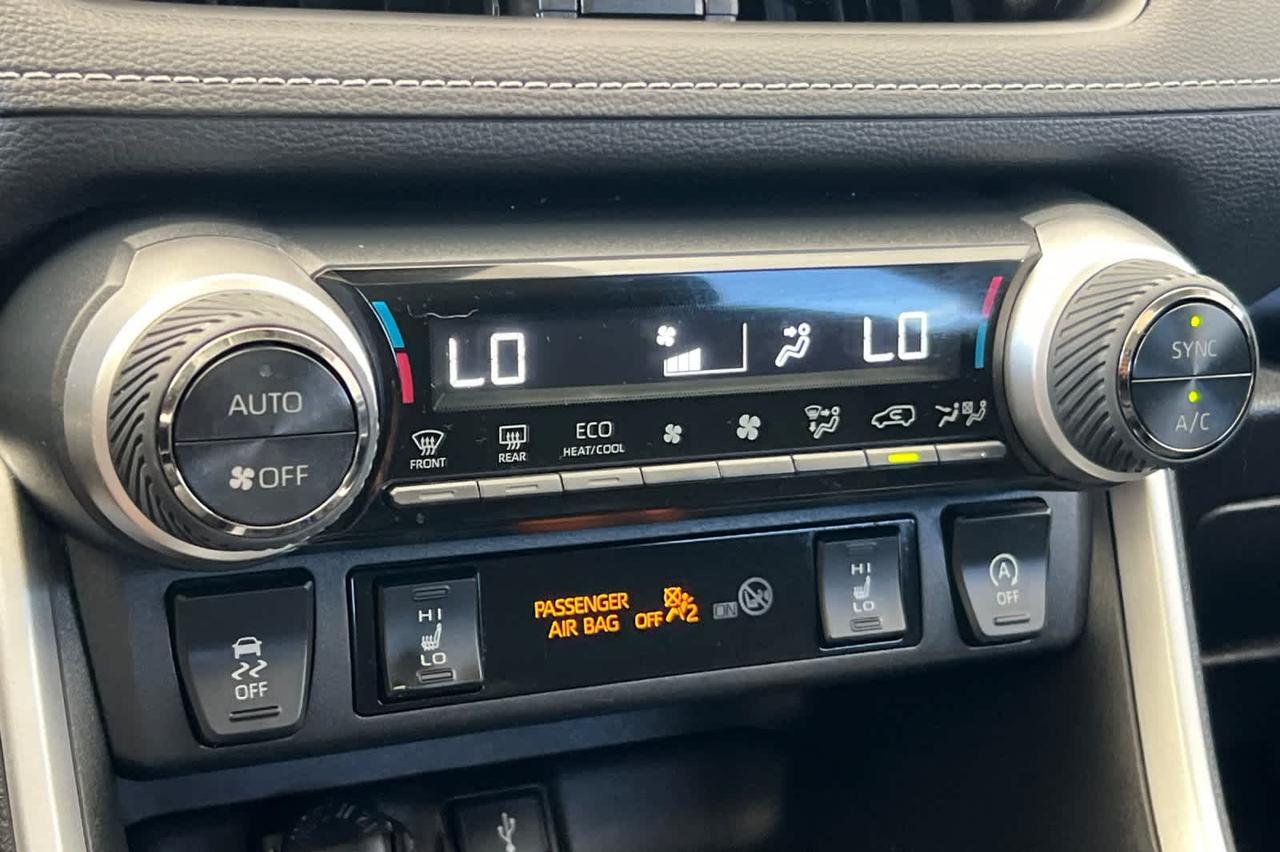 LO
LO
AUTO
OFF
SYNC
A/C
FRONT
REAR
ECO
HEAT/COOL
HI
LO
PASSENGER
AIR BAG
OFF
2
ON
HI
LO
A
OFF
OFF